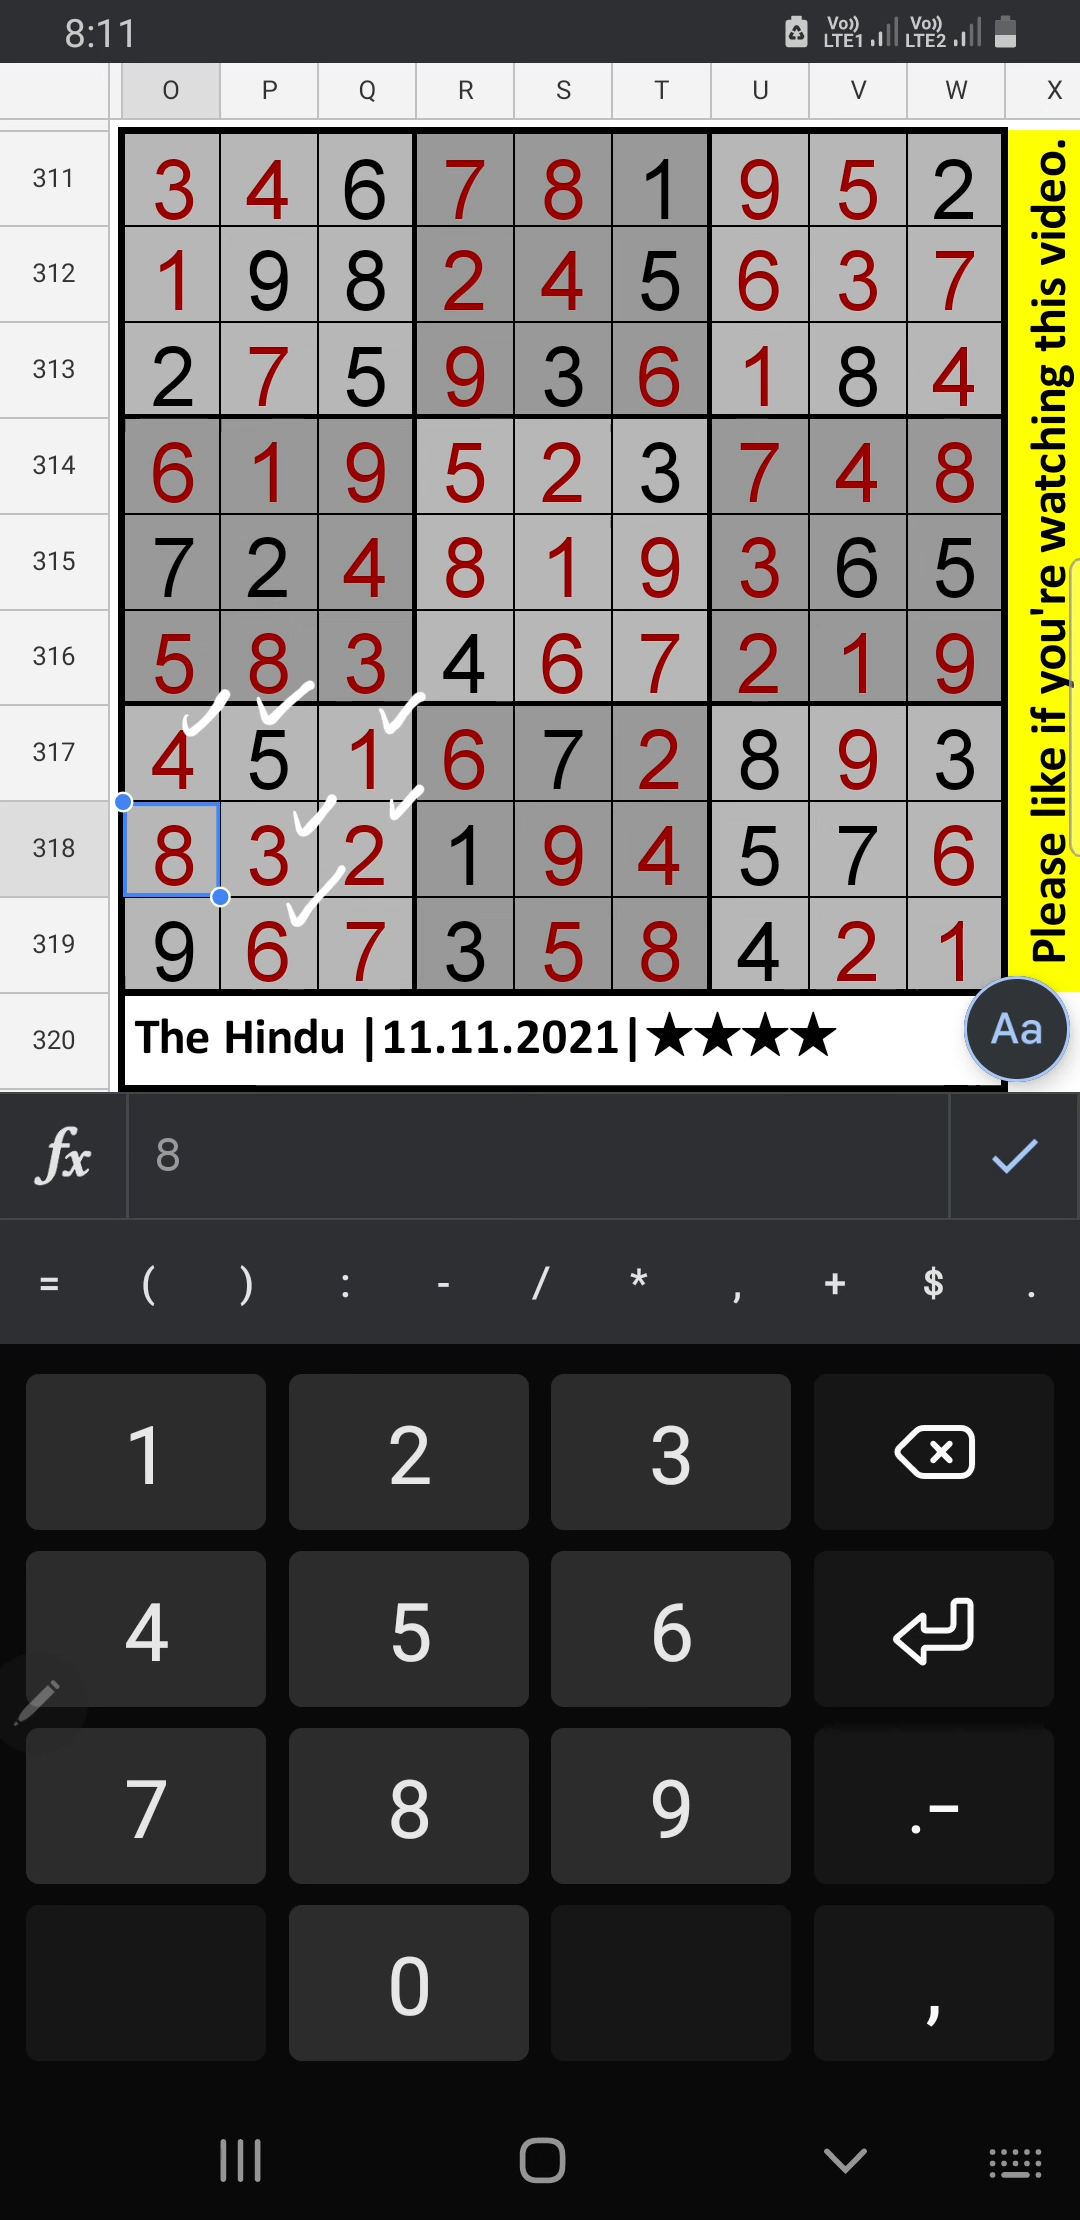 8:11 Vo)) LTE1 Vo)) LTE2
O P Q R S T U V W X
311 3 4 6 7 8 1 9 5 2
312 1 9 8 2 4 5 6 3 7
313 2 7 5 9 3 6 1 8 4
314 6 1 9 5 2 3 7 4 8
315 7 2 4 8 1 9 3 6 5
316 5 8 3 4 6 7 2 1 9
317 4 5 1 6 7 2 8 9 3
318 8 3 2 1 9 4 5 7 6
319 9 6 7 3 5 8 4 2 1
Please like if you're watching this video.
320 The Hindu |11.11.2021|★★★★
Aa
fx 8
= ( ) : - / * , + $ .
1 2 3
4 5 6
7 8 9 .-
0 ,